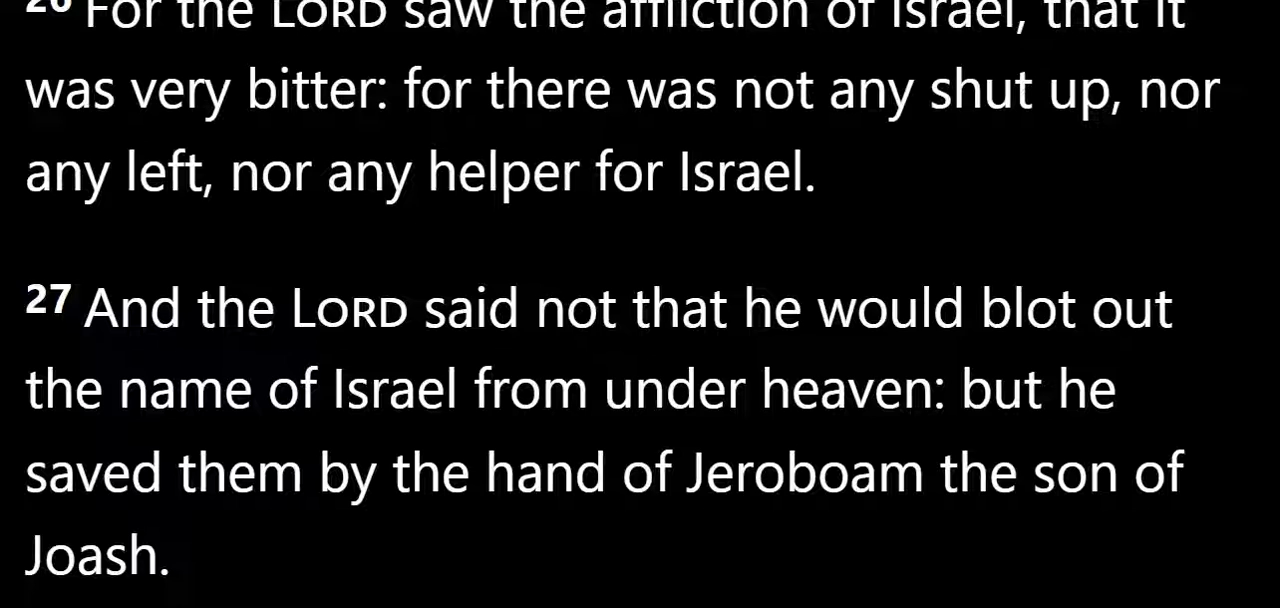 26 For the LORD saw the affliction of Israel, that it
was very bitter: for there was not any shut up, nor
any left, nor any helper for Israel.
27 And the LORD said not that he would blot out
the name of Israel from under heaven: but he
saved them by the hand of Jeroboam the son of
Joash.